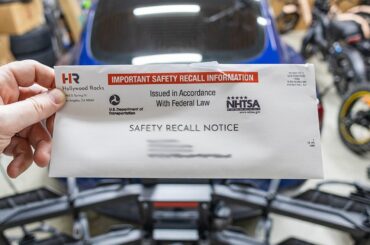 HR
Hollywood Racks
IMPORTANT SAFETY RECALL INFORMATION
Issued in Accordance
With Federal Law
U.S. Department of
Transportation
NHTSA
SAFETY RECALL NOTICE